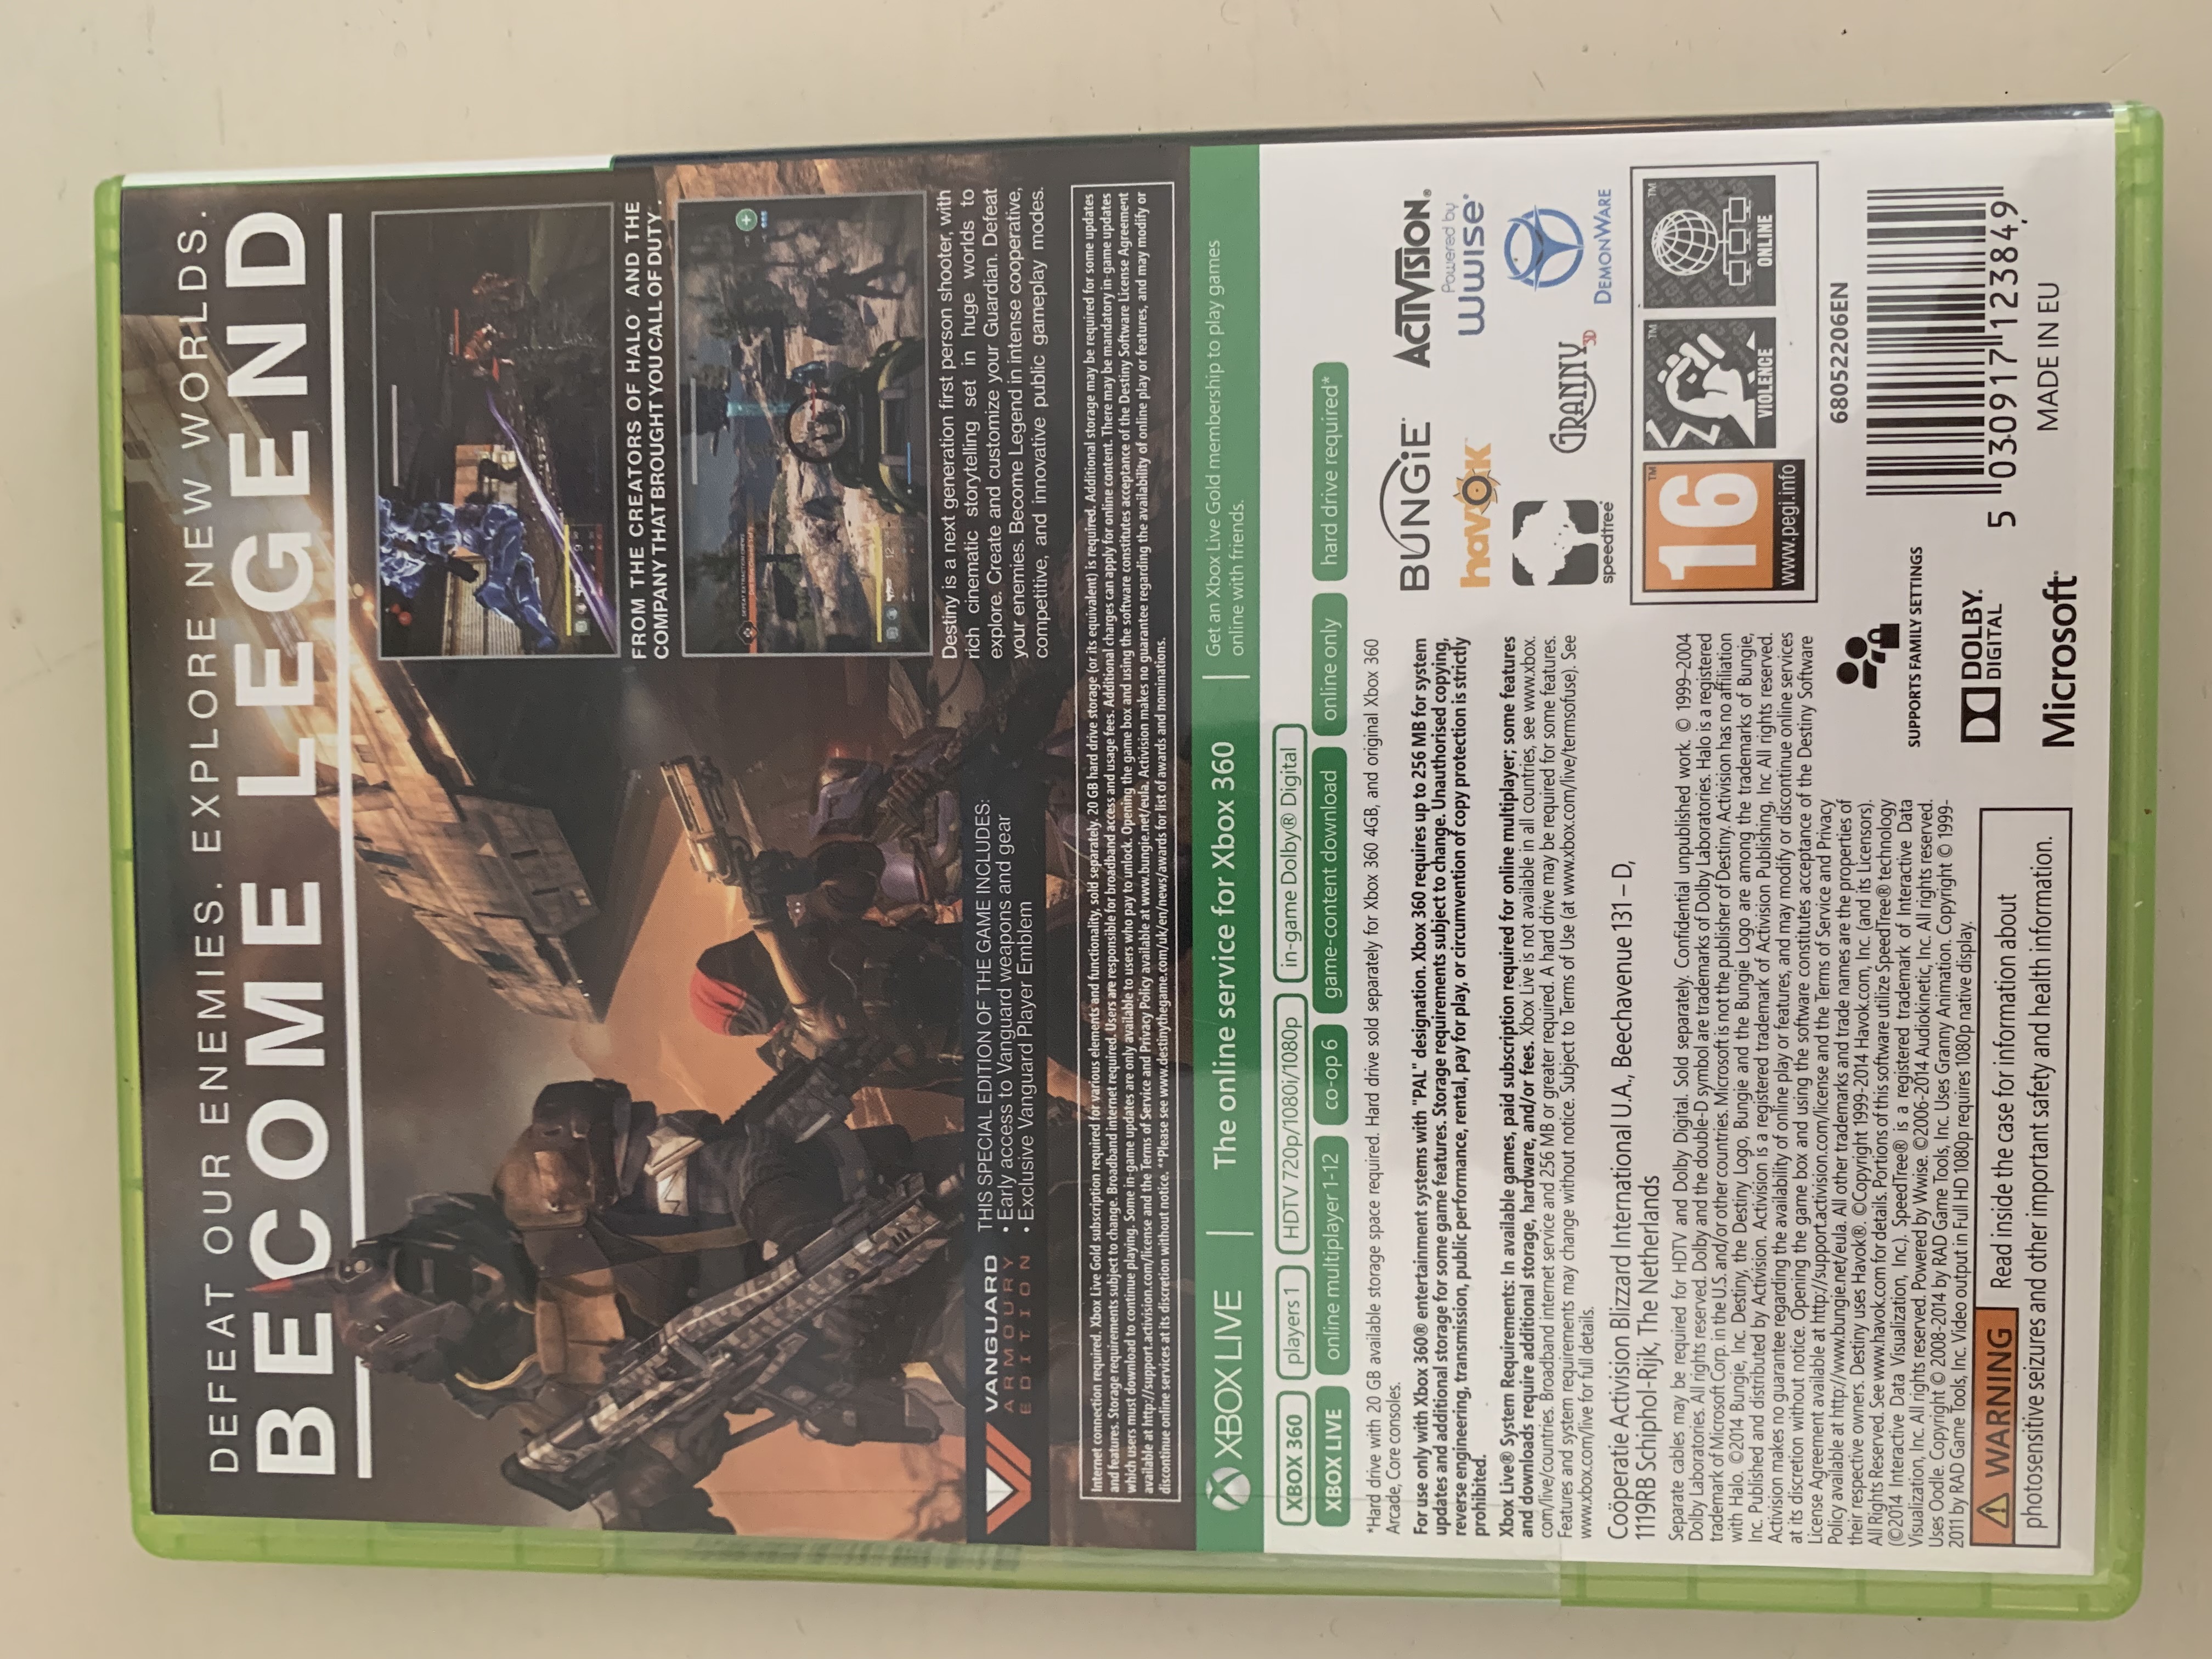 DEFEAT OUR ENEMIES. EXPLORE NEW WORLDS.
BECOME LEGEND
FROM THE CREATORS OF HALO AND THE
COMPANY THAT BROUGHT YOU CALL OF DUTY.
DEFEAT EXTRACTION CREWS
12
Destiny is a next generation first person shooter, with
rich cinematic storytelling set in huge worlds to
explore. Create and customize your Guardian. Defeat
your enemies. Become Legend in intense cooperative,
competitive, and innovative public gameplay modes.
VANGUARD
ARMOURY
EDITION
THIS SPECIAL EDITION OF THE GAME INCLUDES:
• Early access to Vanguard weapons and gear
• Exclusive Vanguard Player Emblem
Internet connection required. Xbox Live Gold subscription required for various elements and functionality, sold separately. 20 GB hard drive storage (or its equivalent) is required. Additional storage may be required for some updates
and features. Storage requirements subject to change. Broadband internet required. Users are responsible for broadband access and usage fees. Additional charges can apply for online content. There may be mandatory in-game updates
which users must download to continue playing. Some in-game updates are only available to users who pay to unlock. Opening the game box and using the software constitutes acceptance of the Destiny Software License Agreement
available at http://support.activision.com/license and the Terms of Service and Privacy Policy available at www.bungie.net/eula. Activision makes no guarantee regarding the availability of online play or features, and may modify or
discontinue online services at its discretion without notice. **Please see www.destinythegame.com/uk/en/news/awards for list of awards and nominations.
XBOX LIVE
The online service for Xbox 360
Get an Xbox Live Gold membership to play games
online with friends.
XBOX 360 players 1 HDTV 720p/1080i/1080p in-game Dolby® Digital
XBOX LIVE online multiplayer 1-12 co-op 6 game-content download online only hard drive required*
*Hard drive with 20 GB available storage space required. Hard drive sold separately for Xbox 360 4GB, and original Xbox 360
Arcade, Core consoles.
For use only with Xbox 360® entertainment systems with "PAL" designation. Xbox 360 requires up to 256 MB for system
updates and additional storage for some game features. Storage requirements subject to change. Unauthorised copying,
reverse engineering, transmission, public performance, rental, pay for play, or circumvention of copy protection is strictly
prohibited.
Xbox Live® System Requirements: In available games, paid subscription required for online multiplayer; some features
and downloads require additional storage, hardware, and/or fees. Xbox Live is not available in all countries, see www.xbox.
com/live/countries. Broadband internet service and 256 MB or greater required. A hard drive may be required for some features.
Features and system requirements may change without notice. Subject to Terms of Use (at www.xbox.com/live/termsofuse). See
www.xbox.com/live for full details.
Coöperatie Activision Blizzard International U.A., Beechavenue 131 – D,
1119RB Schiphol-Rijk, The Netherlands
Separate cables may be required for HDTV and Dolby Digital. Sold separately. Confidential unpublished work. © 1999–2004
Dolby Laboratories. All rights reserved. Dolby and the double-D symbol are trademarks of Dolby Laboratories. Halo is a registered
trademark of Microsoft Corp. in the U.S. and/or other countries. Microsoft is not the publisher of Destiny. Activision has no affiliation
with Halo. ©2014 Bungie, Inc. Destiny, the Destiny Logo, Bungie and the Bungie Logo are among the trademarks of Bungie,
Inc. Published and distributed by Activision. Activision is a registered trademark of Activision Publishing, Inc All rights reserved.
Activision makes no guarantee regarding the availability of online play or features, and may modify or discontinue online services
at its discretion without notice. Opening the game box and using the software constitutes acceptance of the Destiny Software
License Agreement available at http://support.activision.com/license and the Terms of Service and Privacy
Policy available at http://www.bungie.net/eula. All other trademarks and trade names are the properties of
their respective owners. Destiny uses Havok®. ©Copyright 1999-2014 Havok.com, Inc. (and its Licensors).
All Rights Reserved. See www.havok.com for details. Portions of this software utilize SpeedTree® technology
(©2014 Interactive Data Visualization, Inc.). SpeedTree® is a registered trademark of Interactive Data
Visualization, Inc. All rights reserved. Powered by Wwise. ©2006-2014 Audiokinetic, Inc. All rights reserved.
Uses Oodle. Copyright © 2008-2014 by RAD Game Tools, Inc. Uses Granny Animation. Copyright © 1999-
2011 by RAD Game Tools, Inc. Video output in Full HD 1080p requires 1080p native display.
WARNING Read inside the case for information about
photosensitive seizures and other important safety and health information.
BUNGiE
ACTIVISION®
havok™
Powered by
Wwise
speedtree
GRANNY 3D
DEMONWARE
16™
www.pegi.info
VIOLENCE ™
ONLINE ™
68052206EN
5 030917 123849
MADE IN EU
SUPPORTS FAMILY SETTINGS
DOLBY
DIGITAL
Microsoft